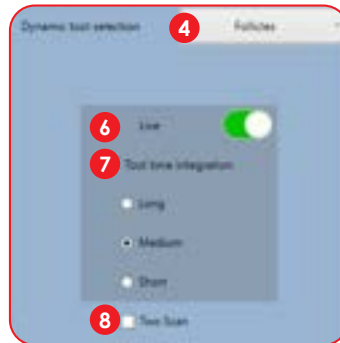 Dynamic tool selection 4 Follicles
6 Live
7 Tool time integration
Long
Medium
Short
8 Two Scan